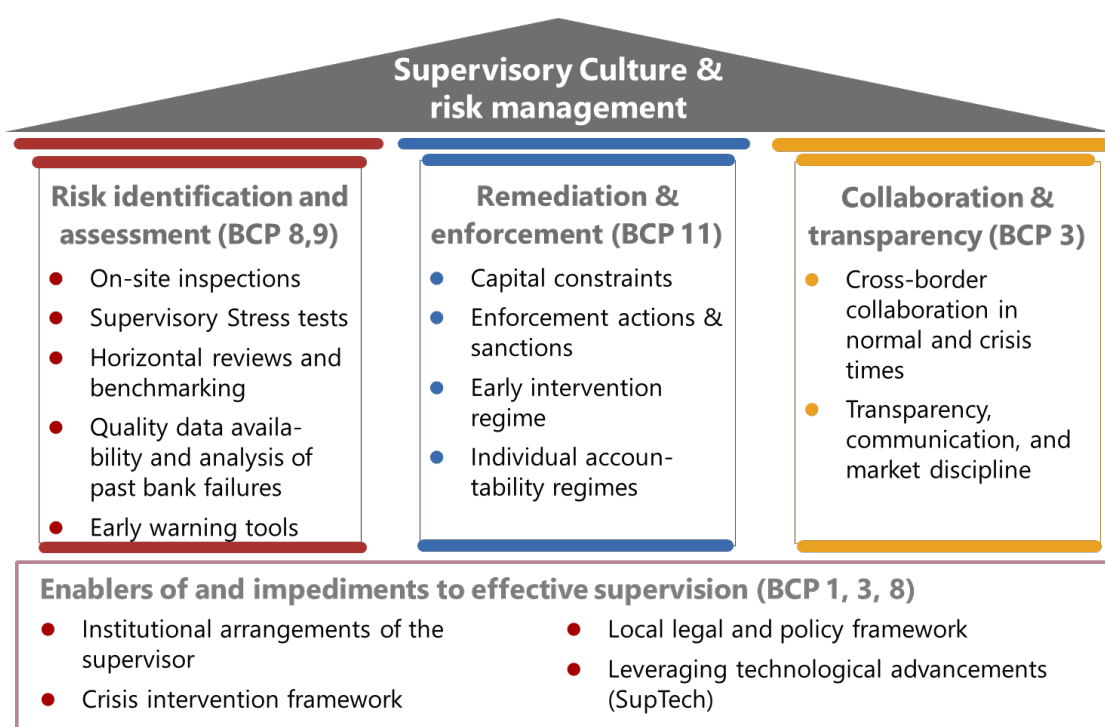 Supervisory Culture &
risk management
Risk identification and
assessment (BCP 8,9)
● On-site inspections
● Supervisory Stress tests
● Horizontal reviews and
benchmarking
● Quality data availa-
bility and analysis of
past bank failures
● Early warning tools
Remediation &
enforcement (BCP 11)
● Capital constraints
● Enforcement actions &
sanctions
● Early intervention
regime
● Individual accoun-
tability regimes
Collaboration &
transparency (BCP 3)
● Cross-border
collaboration in
normal and crisis
times
● Transparency,
communication, and
market discipline
Enablers of and impediments to effective supervision (BCP 1, 3, 8)
● Institutional arrangements of the
supervisor
● Crisis intervention framework
● Local legal and policy framework
● Leveraging technological advancements
(SupTech)